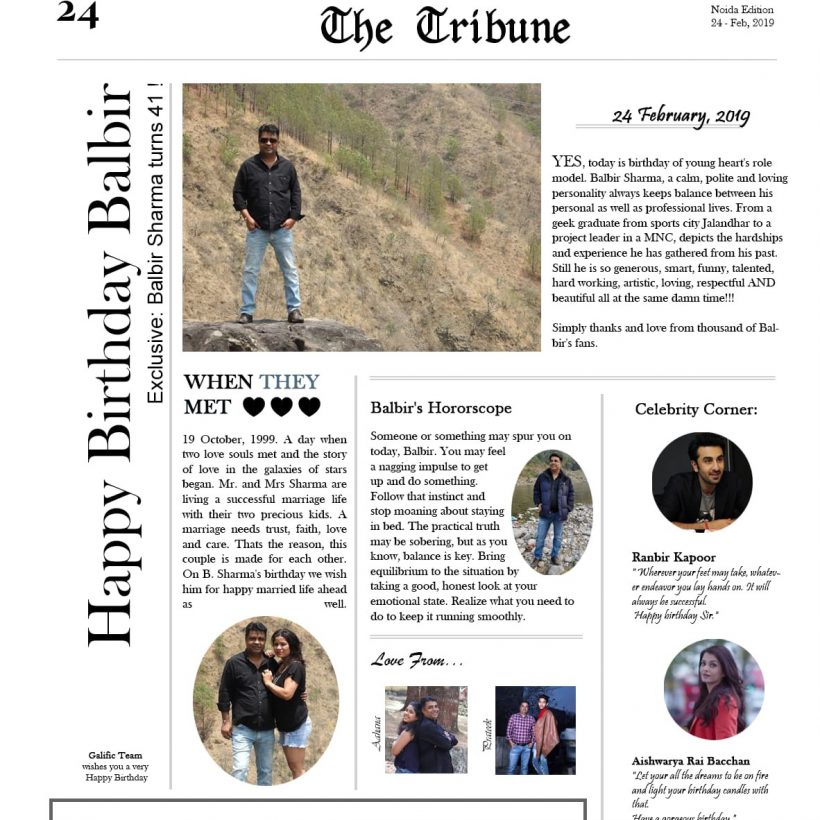 24
The Tribune
Noida Edition
24 - Feb, 2019
Happy Birthday Balbir
Exclusive: Balbir Sharma turns 41 !
24 February, 2019
YES, today is birthday of young heart's role
model. Balbir Sharma, a calm, polite and loving
personality always keeps balance between his
personal as well as professional lives. From a
geek graduate from sports city Jalandhar to a
project leader in a MNC, depicts the hardships
and experience he has gathered from his past.
Still he is so generous, smart, funny, talented,
hard working, artistic, loving, respectful AND
beautiful all at the same damn time!!!
Simply thanks and love from thousand of Bal-
bir's fans.
WHEN THEY
MET
19 October, 1999. A day when
two love souls met and the story
of love in the galaxies of stars
began. Mr. and Mrs Sharma are
living a successful marriage life
with their two precious kids. A
marriage needs trust, faith, love
and care. Thats the reason, this
couple is made for each other.
On B. Sharma's birthday we wish
him for happy married life ahead
as well.
Balbir's Hororscope
Someone or something may spur you on
today, Balbir. You may feel
a nagging impulse to get
up and do something.
Follow that instinct and
stop moaning about staying
in bed. The practical truth
may be sobering, but as you
know, balance is key. Bring
equilibrium to the situation by
taking a good, honest look at your
emotional state. Realize what you need to
do to keep it running smoothly.
Love From...
Aahana
Prateek
Celebrity Corner:
Ranbir Kapoor
"Wherever your feet may take, whatev-
er endeavor you lay hands on. It will
always be successful.
Happy birthday Sir."
Aishwarya Rai Bacchan
"Let your all the dreams to be on fire
and light your birthday candles with
that.
Have a gorgeous birthday."
Galific Team
wishes you a very
Happy Birthday